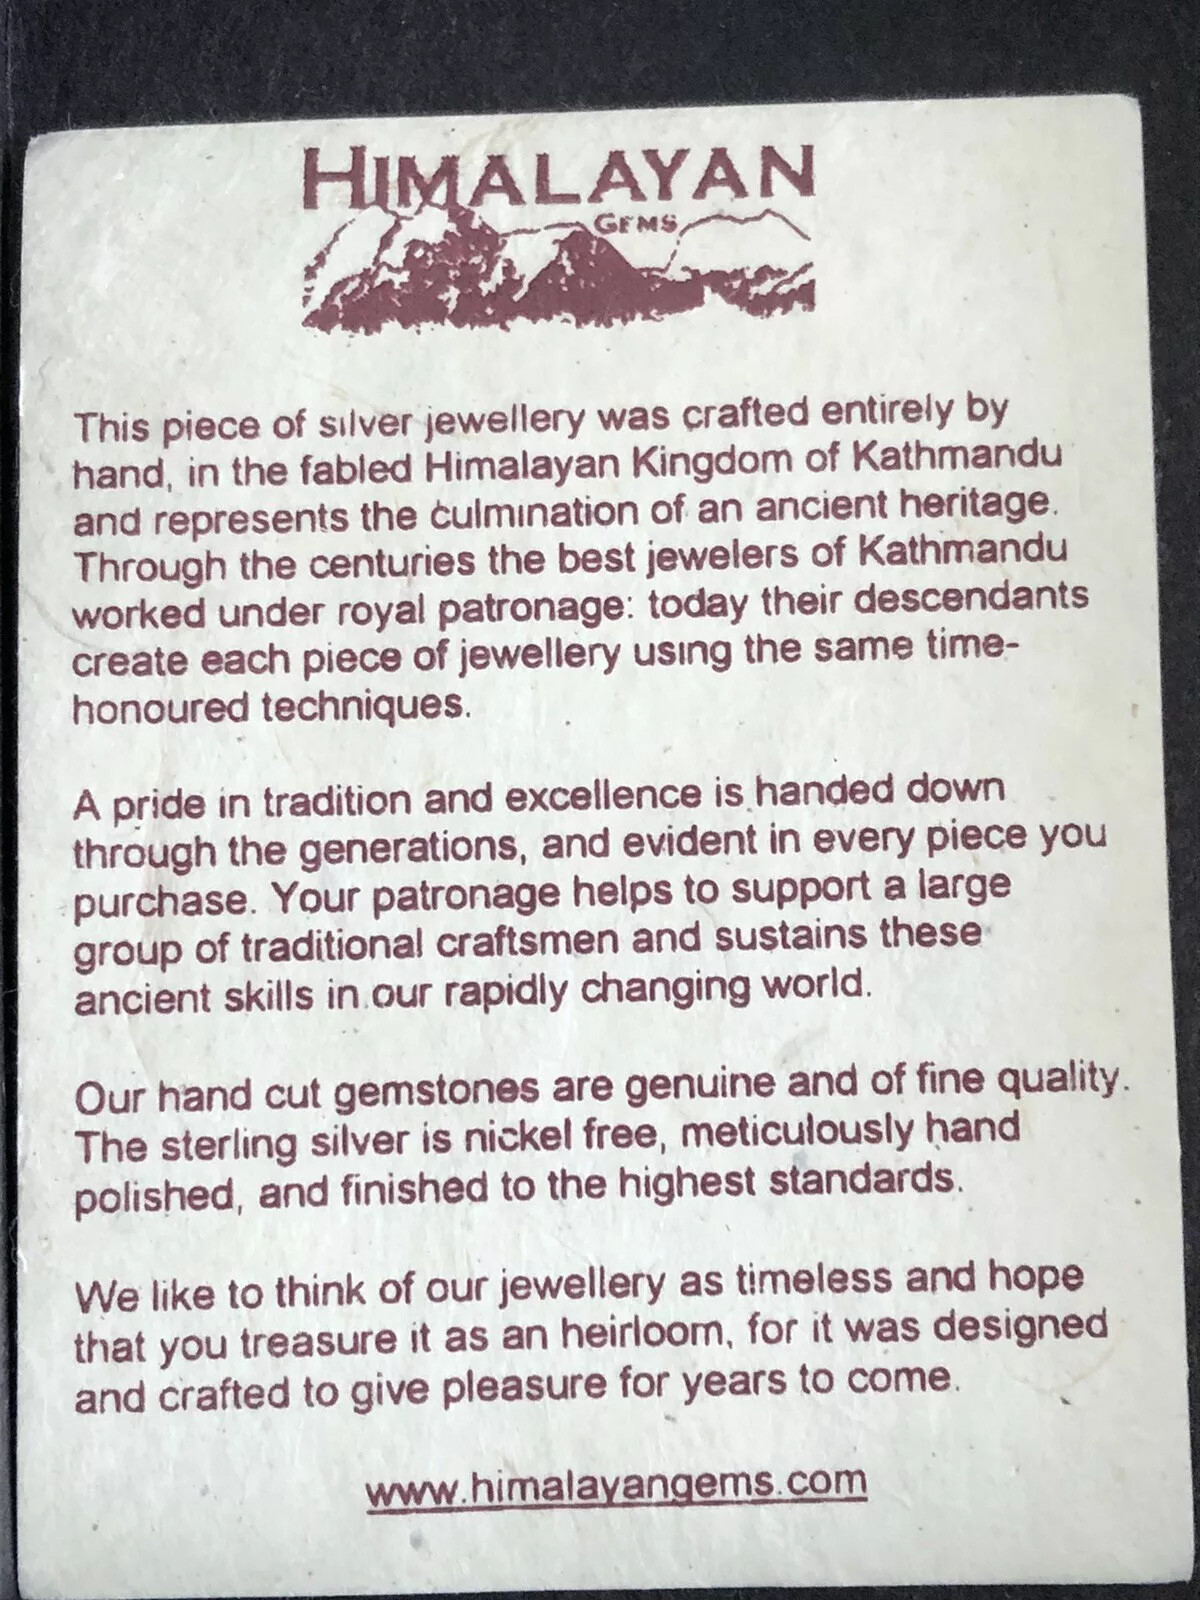 HIMALAYAN
GEMS
This piece of silver jewellery was crafted entirely by
hand, in the fabled Himalayan Kingdom of Kathmandu
and represents the culmination of an ancient heritage.
Through the centuries the best jewelers of Kathmandu
worked under royal patronage: today their descendants
create each piece of jewellery using the same time-
honoured techniques.
A pride in tradition and excellence is handed down
through the generations, and evident in every piece you
purchase. Your patronage helps to support a large
group of traditional craftsmen and sustains these
ancient skills in our rapidly changing world.
Our hand cut gemstones are genuine and of fine quality.
The sterling silver is nickel free, meticulously hand
polished, and finished to the highest standards.
We like to think of our jewellery as timeless and hope
that you treasure it as an heirloom, for it was designed
and crafted to give pleasure for years to come.
www.himalayangems.com